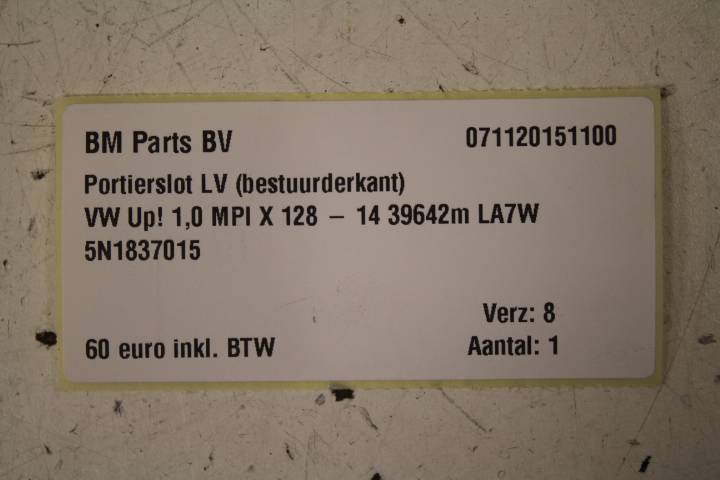 BM Parts BV 071120151100
Portierslot LV (bestuurderkant)
VW Up! 1,0 MPI X 128 – 14 39642m LA7W
5N1837015
Verz: 8
60 euro inkl. BTW Aantal: 1